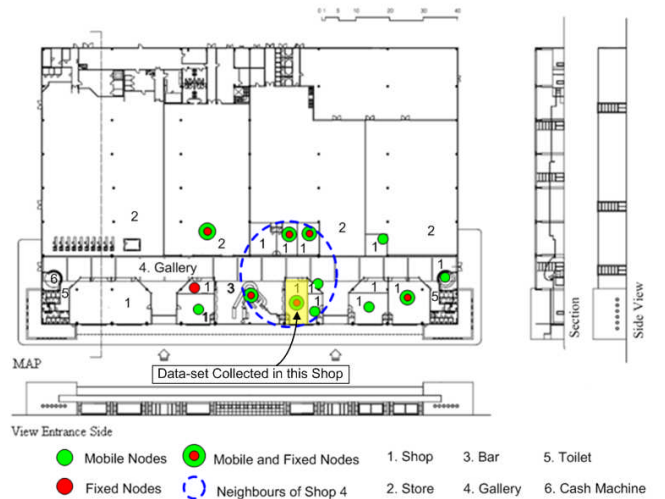 0 10 20 30 40
2
2
2
2
1
1
1
1
4. Gallery
1
6
5
1
1
1
3
1
1
1
1
1
1
5
MAP
Data-set Collected in this Shop
Section
Side View
View Entrance Side
Mobile Nodes
Mobile and Fixed Nodes
1. Shop
3. Bar
5. Toilet
Fixed Nodes
Neighbours of Shop 4
2. Store
4. Gallery
6. Cash Machine